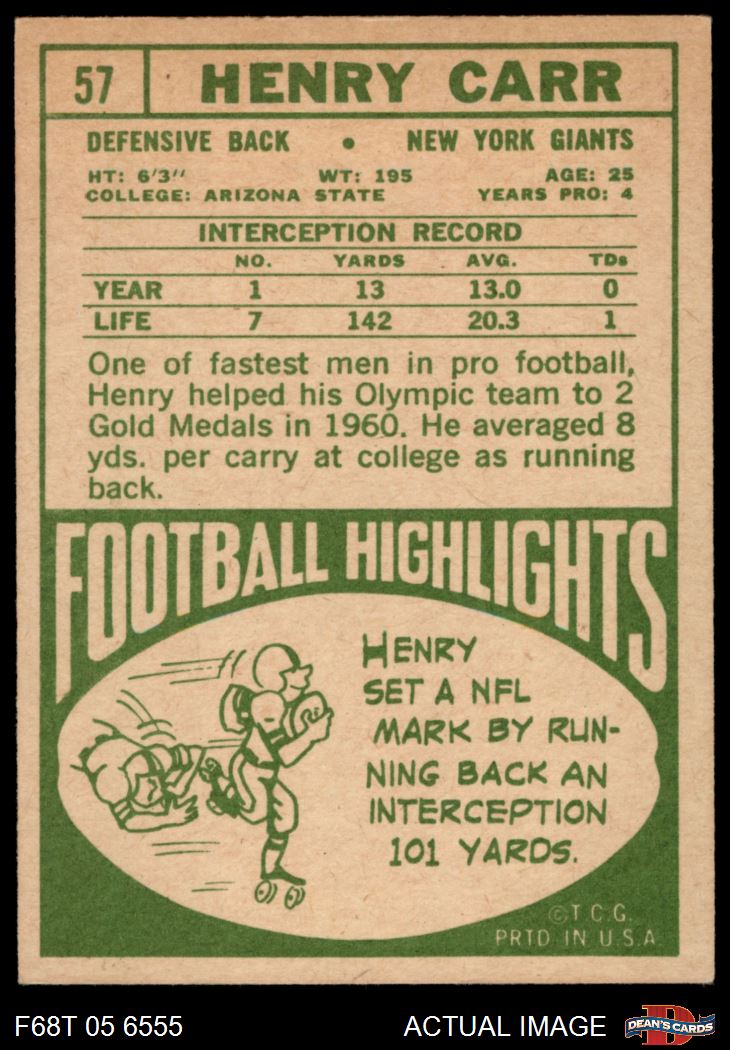 57 HENRY CARR
DEFENSIVE BACK • NEW YORK GIANTS
HT: 6'3" WT: 195 AGE: 25
COLLEGE: ARIZONA STATE YEARS PRO: 4
INTERCEPTION RECORD
NO. YARDS AVG. TDs
YEAR 1 13 13.0 0
LIFE 7 142 20.3 1
One of fastest men in pro football,
Henry helped his Olympic team to 2
Gold Medals in 1960. He averaged 8
yds. per carry at college as running
back.
FOOTBALL HIGHLIGHTS
HENRY
SET A NFL
MARK BY RUN-
NING BACK AN
INTERCEPTION
101 YARDS.
©T.C.G.
PRTD. IN U.S.A.
F68T 05 6555 ACTUAL IMAGE D DEAN'S CARDS